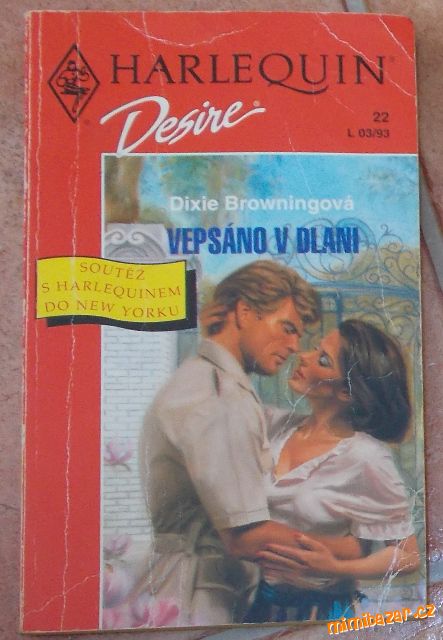 HARLEQUIN
Desire
22
L 03/93
Dixie Browningová
VEPSÁNO V DLANI
SOUTĚŽ
S HARLEQUINEM
DO NEW YORKU
mimibazar.cz